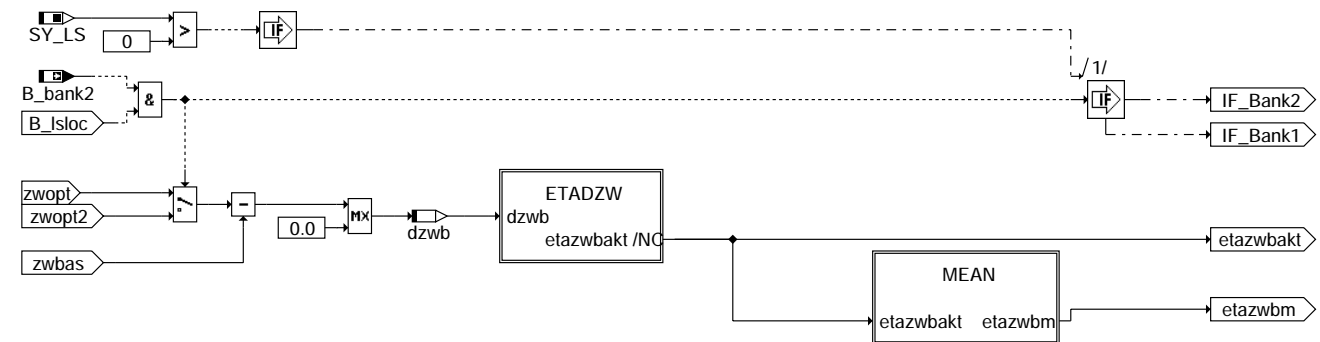 SY_LS
0
>
IF
/ 1/
B_bank2
&
B_lsloc
IF
IF_Bank2
IF_Bank1
zwopt
zwopt2
-
0.0
MX
dzwb
ETADZW
dzwb
etazwbakt /NC
zwbas
etazwbakt
MEAN
etazwbakt
etazwbm
etazwbm